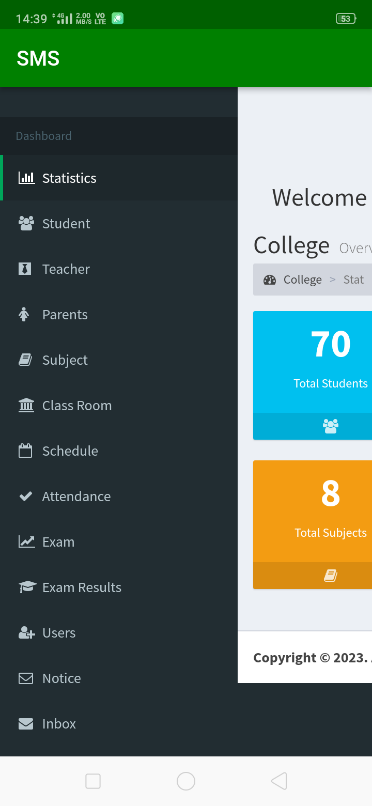 14:39 4G 2.00 MB/S VO LTE 53
SMS
Dashboard
Statistics
Student
Teacher
Parents
Subject
Class Room
Schedule
Attendance
Exam
Exam Results
Users
Notice
Inbox
Welcome
College Overv
College > Stat
70
Total Students
8
Total Subjects
Copyright © 2023.